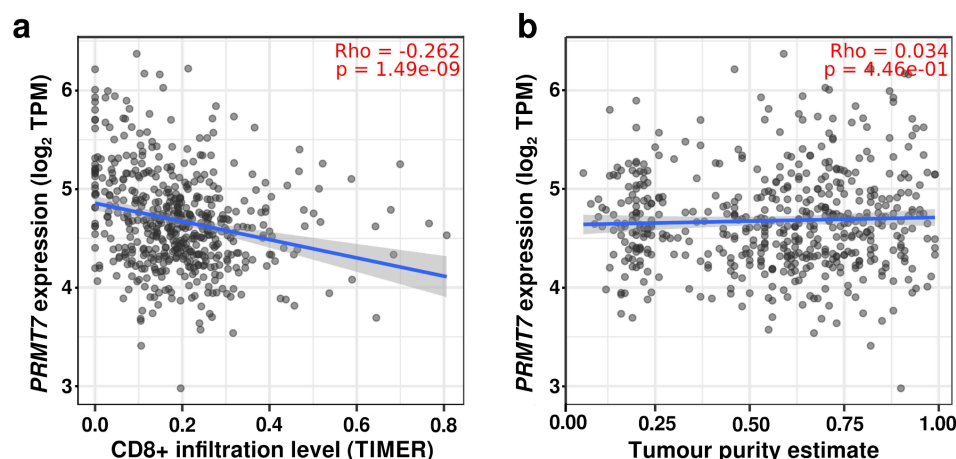 a
Rho = -0.262
p = 1.49e-09
PRMT7 expression (log2 TPM)
6
5
4
3
0.0 0.2 0.4 0.6 0.8
CD8+ infiltration level (TIMER)
b
Rho = 0.034
p = 4.46e-01
PRMT7 expression (log2 TPM)
6
5
4
3
0.00 0.25 0.50 0.75 1.00
Tumour purity estimate